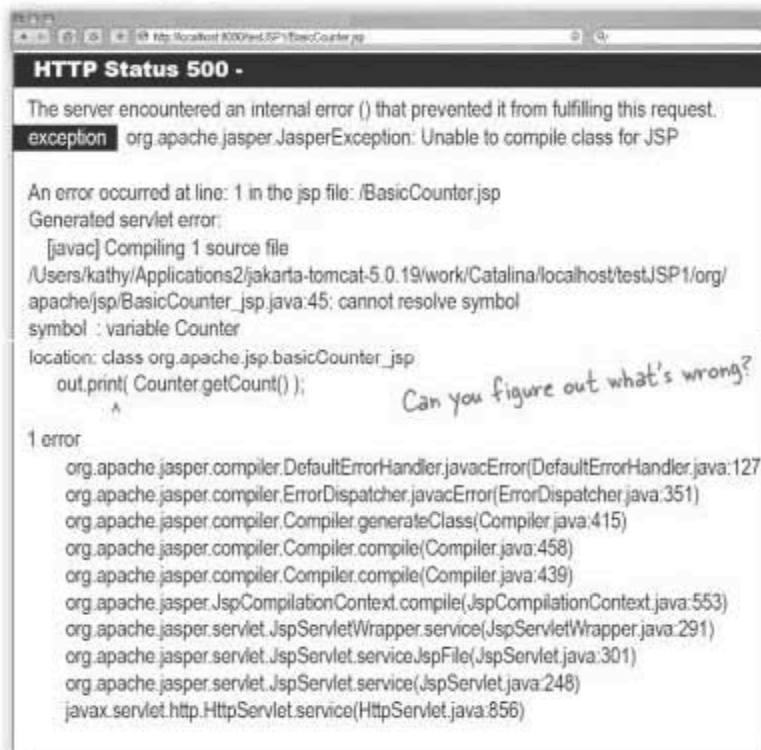 http://localhost:8080/testJSP1/BasicCounter.jsp
HTTP Status 500 -
The server encountered an internal error () that prevented it from fulfilling this request.
exception org.apache.jasper.JasperException: Unable to compile class for JSP
An error occurred at line: 1 in the jsp file: /BasicCounter.jsp
Generated servlet error:
[javac] Compiling 1 source file
/Users/kathy/Applications2/jakarta-tomcat-5.0.19/work/Catalina/localhost/testJSP1/org/
apache/jsp/BasicCounter_jsp.java:45: cannot resolve symbol
symbol : variable Counter
location: class org.apache.jsp.basicCounter_jsp
out.print( Counter.getCount() );
^
Can you figure out what's wrong?
1 error
org.apache.jasper.compiler.DefaultErrorHandler.javacError(DefaultErrorHandler.java:127
org.apache.jasper.compiler.ErrorDispatcher.javacError(ErrorDispatcher.java:351)
org.apache.jasper.compiler.Compiler.generateClass(Compiler.java:415)
org.apache.jasper.compiler.Compiler.compile(Compiler.java:458)
org.apache.jasper.compiler.Compiler.compile(Compiler.java:439)
org.apache.jasper.JspCompilationContext.compile(JspCompilationContext.java:553)
org.apache.jasper.servlet.JspServletWrapper.service(JspServletWrapper.java:291)
org.apache.jasper.servlet.JspServlet.serviceJspFile(JspServlet.java:301)
org.apache.jasper.servlet.JspServlet.service(JspServlet.java:248)
javax.servlet.http.HttpServlet.service(HttpServlet.java:856)